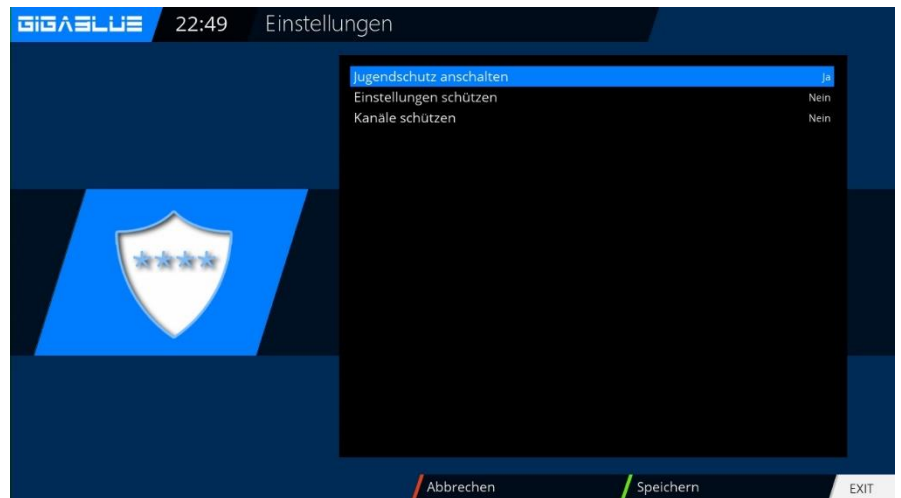 GIGABLUE 22:49 Einstellungen
Jugendschutz anschalten Ja
Einstellungen schützen Nein
Kanäle schützen Nein
****
Abbrechen Speichern EXIT